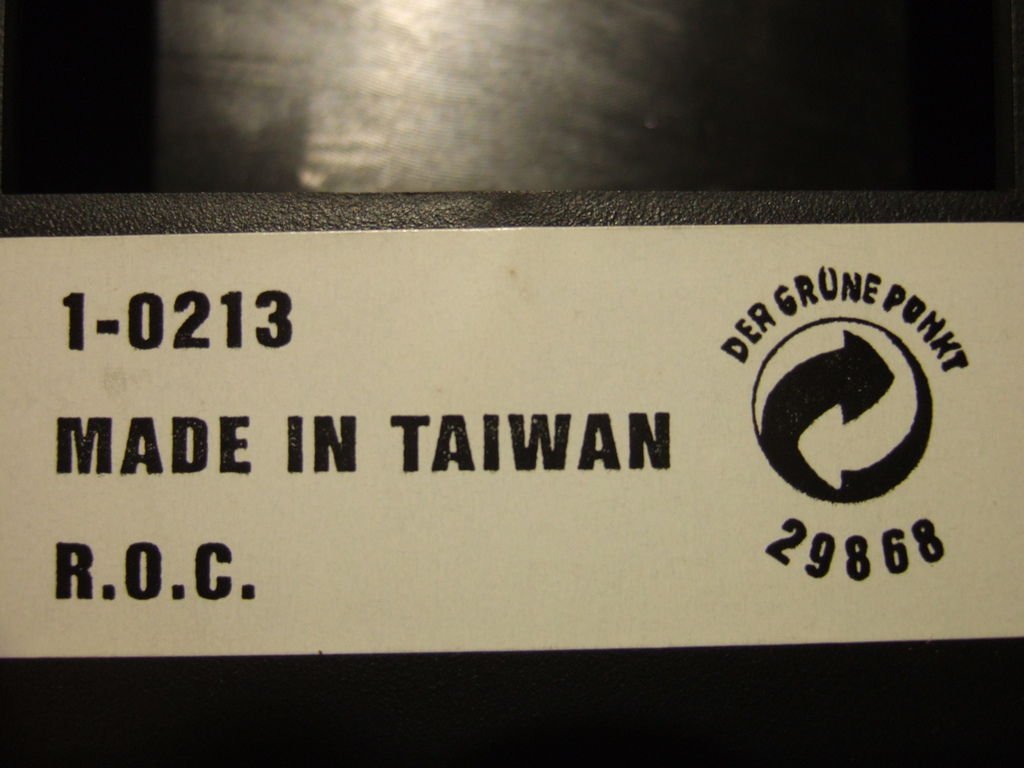 1-0213
MADE IN TAIWAN
R.O.C.
DER GRÜNE PUNKT
29868